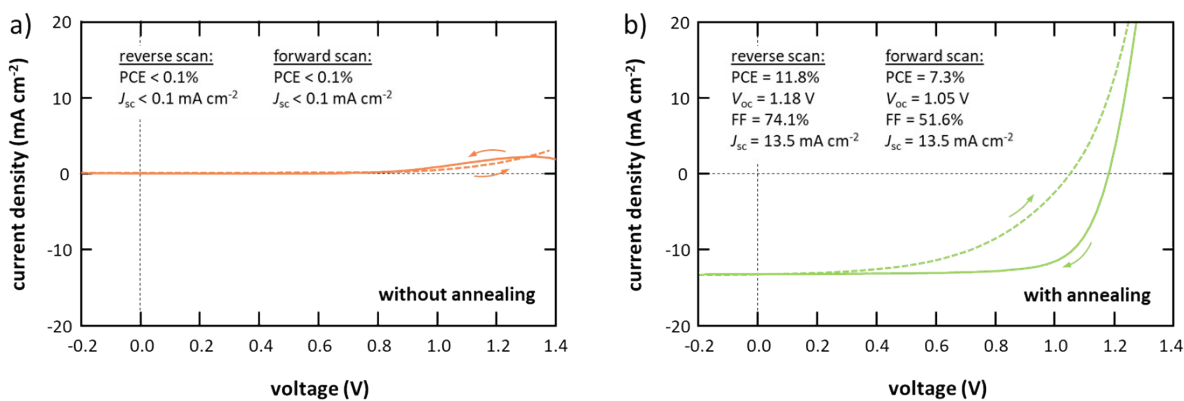 a)
20
10
0
-10
-20
current density (mA cm⁻²)
reverse scan:
PCE < 0.1%
Jsc < 0.1 mA cm⁻²
forward scan:
PCE < 0.1%
Jsc < 0.1 mA cm⁻²
without annealing
-0.2 0.0 0.2 0.4 0.6 0.8 1.0 1.2 1.4
voltage (V)
b)
20
10
0
-10
-20
current density (mA cm⁻²)
reverse scan:
PCE = 11.8%
Voc = 1.18 V
FF = 74.1%
Jsc = 13.5 mA cm⁻²
forward scan:
PCE = 7.3%
Voc = 1.05 V
FF = 51.6%
Jsc = 13.5 mA cm⁻²
with annealing
-0.2 0.0 0.2 0.4 0.6 0.8 1.0 1.2 1.4
voltage (V)